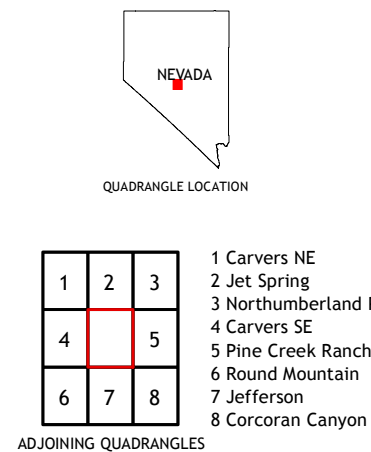 NEVADA
QUADRANGLE LOCATION
1 2 3
4 5
6 7 8
1 Carvers NE
2 Jet Spring
3 Northumberland
4 Carvers SE
5 Pine Creek Ranch
6 Round Mountain
7 Jefferson
8 Corcoran Canyon
ADJOINING QUADRANGLES